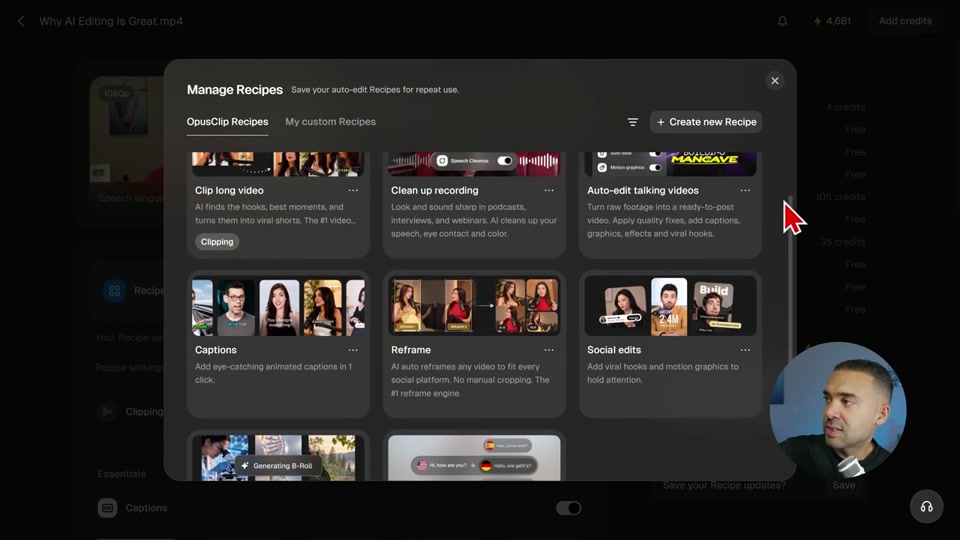 Why AI Editing Is Great.mp4
4,681
Add credits
1080p
Manage Recipes
Save your auto-edit Recipes for repeat use.
OpusClip Recipes
My custom Recipes
+ Create new Recipe
4 credits
Free
Free
Free
105 credits
Free
35 credits
Free
Free
Free
Speech Cleanup
Motion graphics
BUILDING
MANCAVE
Clip long video
AI finds the hooks, best moments, and
turns them into viral shorts. The #1 video...
Clipping
Clean up recording
Look and sound sharp in podcasts,
interviews, and webinars. AI cleans up your
speech, eye contact and color.
Auto-edit talking videos
Turn raw footage into a ready-to-post
video. Apply quality fixes, add captions,
graphics, effects and viral hooks.
Speech langu
Recipe
Your Recipe set
Recipe settings
Clipping
Build
2.4M
Captions
Add eye-catching animated captions in 1
click.
Reframe
AI auto reframes any video to fit every
social platform. No manual cropping. The
#1 reframe engine.
Social edits
Add viral hooks and motion graphics to
hold attention.
Generating B-Roll
Hi, how are you?
Hello, wie geht's?
Essentials
Captions
Save your Recipe updates?
Save